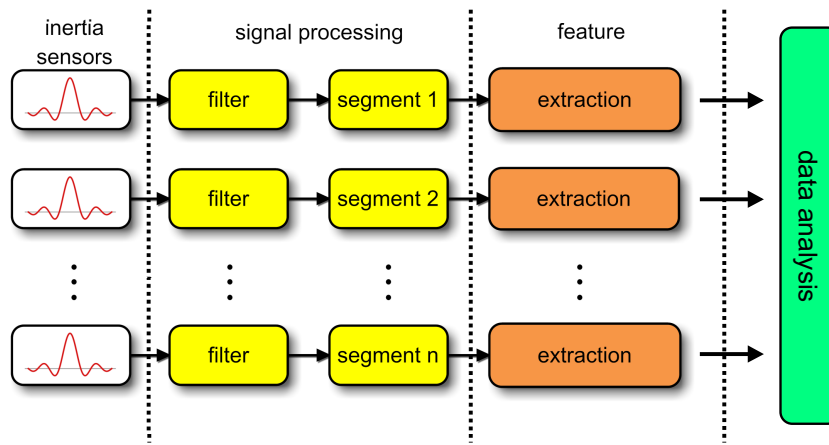 inertia
sensors
signal processing
feature
filter
segment 1
extraction
filter
segment 2
extraction
filter
segment n
extraction
data analysis